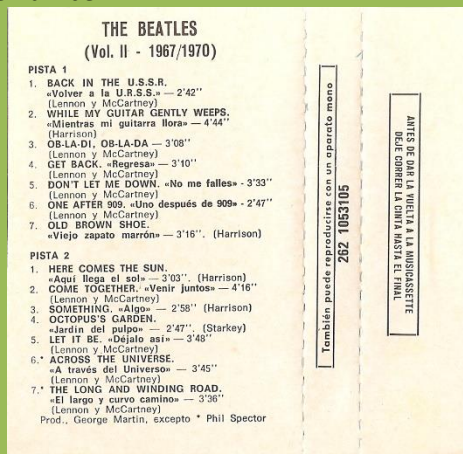 THE BEATLES
(Vol. II - 1967/1970)
PISTA 1
1. BACK IN THE U.S.S.R.
«Volver a la U.R.S.S.» — 2'42''
(Lennon y McCartney)
2. WHILE MY GUITAR GENTLY WEEPS.
«Mientras mi guitarra llora» — 4'44''
(Harrison)
3. OB-LA-DI, OB-LA-DA — 3'08''
(Lennon y McCartney)
4. GET BACK. «Regresa» — 3'10''
(Lennon y McCartney)
5. DON'T LET ME DOWN. «No me falles» - 3'33''
(Lennon y McCartney)
6. ONE AFTER 909. «Uno después de 909» - 2'47''
(Lennon y McCartney)
7. OLD BROWN SHOE.
«Viejo zapato marrón» — 3'16''. (Harrison)
PISTA 2
1. HERE COMES THE SUN.
«Aquí llega el sol» — 3'03''. (Harrison)
2. COME TOGETHER. «Venir juntos» — 4'16''
(Lennon y McCartney)
3. SOMETHING. «Algo» — 2'58'' (Harrison)
4. OCTOPUS'S GARDEN.
«Jardín del pulpo» — 2'47''. (Starkey)
5. LET IT BE. «Déjalo así» — 3'48''
(Lennon y McCartney)
6.* ACROSS THE UNIVERSE.
«A través del Universo» — 3'45''
(Lennon y McCartney)
7.* THE LONG AND WINDING ROAD.
«El largo y curvo camino» — 3'36''
(Lennon y McCartney)
Prod., George Martin, excepto * Phil Spector
También puede reproducirse con un aparato mono
262 1053105
ANTES DE DAR LA VUELTA A LA MUSICASSETTE
DEJE CORRER LA CINTA HASTA EL FINAL